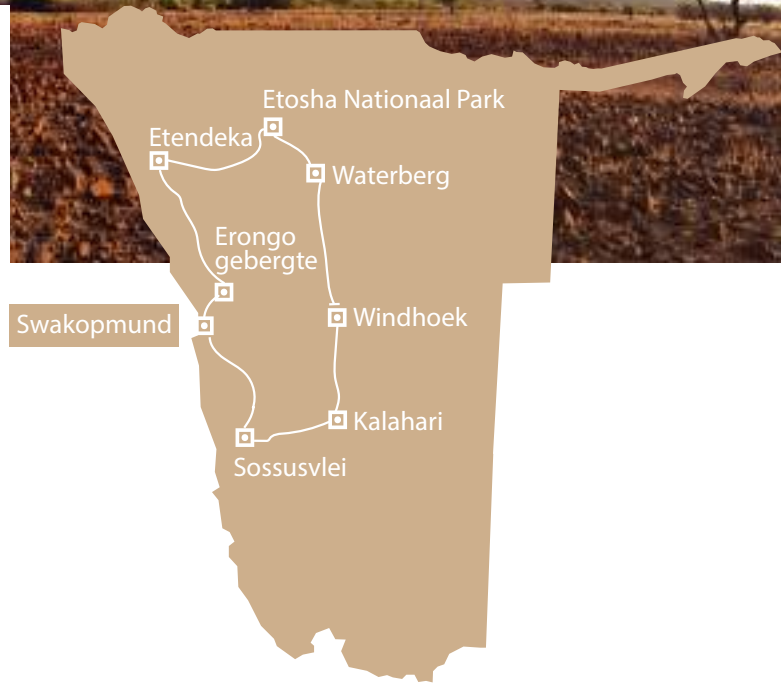 Etosha Nationaal Park
Etendeka
Waterberg
Erongo
gebergte
Swakopmund
Windhoek
Kalahari
Sossusvlei